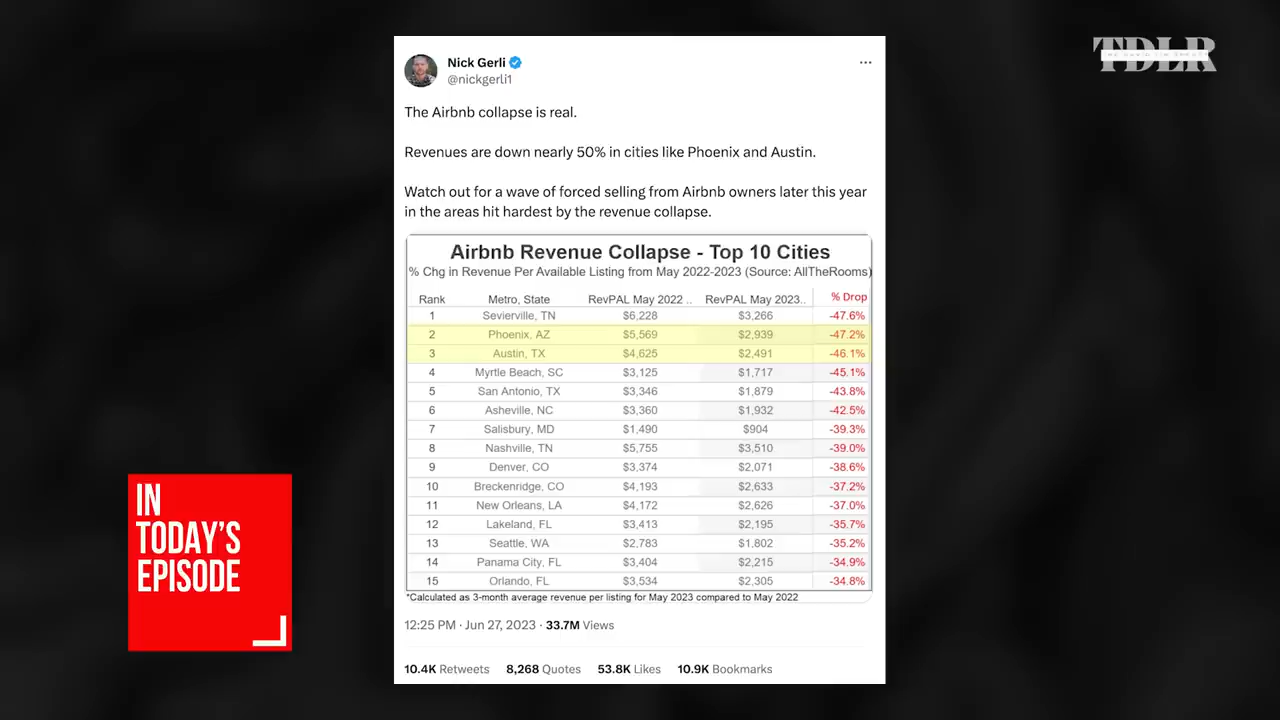 TDLR
Nick Gerli
@nickgerli1
The Airbnb collapse is real.
Revenues are down nearly 50% in cities like Phoenix and Austin.
Watch out for a wave of forced selling from Airbnb owners later this year
in the areas hit hardest by the revenue collapse.
Airbnb Revenue Collapse - Top 10 Cities
% Chg in Revenue Per Available Listing from May 2022-2023 (Source: AllTheRooms)
Rank Metro, State RevPAL May 2022 .. RevPAL May 2023.. % Drop
1 Sevierville, TN $6,228 $3,266 -47.6%
2 Phoenix, AZ $5,569 $2,939 -47.2%
3 Austin, TX $4,625 $2,491 -46.1%
4 Myrtle Beach, SC $3,125 $1,717 -45.1%
5 San Antonio, TX $3,346 $1,879 -43.8%
6 Asheville, NC $3,360 $1,932 -42.5%
7 Salisbury, MD $1,490 $904 -39.3%
8 Nashville, TN $5,755 $3,510 -39.0%
9 Denver, CO $3,374 $2,071 -38.6%
10 Breckenridge, CO $4,193 $2,633 -37.2%
11 New Orleans, LA $4,172 $2,626 -37.0%
12 Lakeland, FL $3,413 $2,195 -35.7%
13 Seattle, WA $2,783 $1,802 -35.2%
14 Panama City, FL $3,404 $2,215 -34.9%
15 Orlando, FL $3,534 $2,305 -34.8%
*Calculated as 3-month average revenue per listing for May 2023 compared to May 2022
12:25 PM · Jun 27, 2023 · 33.7M Views
10.4K Retweets 8,268 Quotes 53.8K Likes 10.9K Bookmarks
IN
TODAY'S
EPISODE